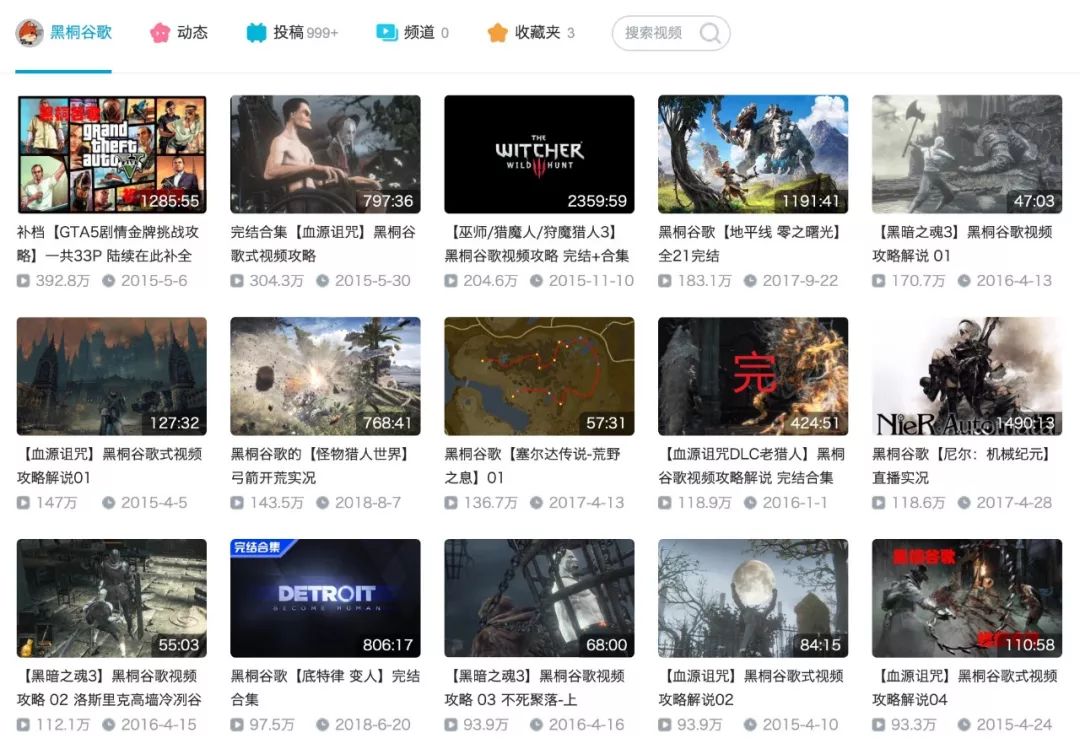 黑桐谷歌 动态 投稿 999+ 频道 0 收藏夹 3 搜索视频
黑桐谷歌
grand
theft
auto
V
1285:55
补档【GTA5剧情金牌挑战攻
略】一共33P 陆续在此补全
392.8万 2015-5-6
797:36
完结合集【血源诅咒】黑桐谷
歌式视频攻略
304.3万 2015-5-30
THE
WITCHER
WILD HUNT
2359:59
【巫师/猎魔人/狩魔猎人3】
黑桐谷歌视频攻略 完结+合集
204.6万 2015-11-10
1191:41
黑桐谷歌【地平线 零之曙光】
全21完结
183.1万 2017-9-22
47:03
【黑暗之魂3】黑桐谷歌视频
攻略解说 01
170.7万 2016-4-13
127:32
【血源诅咒】黑桐谷歌式视频
攻略解说01
147万 2015-4-5
768:41
黑桐谷歌的【怪物猎人世界】
弓箭开荒实况
143.5万 2018-8-7
57:31
黑桐谷歌【塞尔达传说-荒野
之息】01
136.7万 2017-4-13
完
424:51
【血源诅咒DLC老猎人】黑桐
谷歌视频攻略解说 完结合集
118.9万 2016-1-1
NieR:Automata
1490:13
黑桐谷歌【尼尔：机械纪元】
直播实况
118.6万 2017-4-28
55:03
【黑暗之魂3】黑桐谷歌视频
攻略 02 洛斯里克高墙冷冽谷
112.1万 2016-4-15
完结合集
DETROIT
BECOME HUMAN
806:17
黑桐谷歌【底特律 变人】完结
合集
97.5万 2018-6-20
68:00
【黑暗之魂3】黑桐谷歌视频
攻略 03 不死聚落-上
93.9万 2016-4-16
84:15
【血源诅咒】黑桐谷歌式视频
攻略解说02
93.9万 2015-4-10
黑桐谷歌
110:58
【血源诅咒】黑桐谷歌式视频
攻略解说04
93.3万 2015-4-24